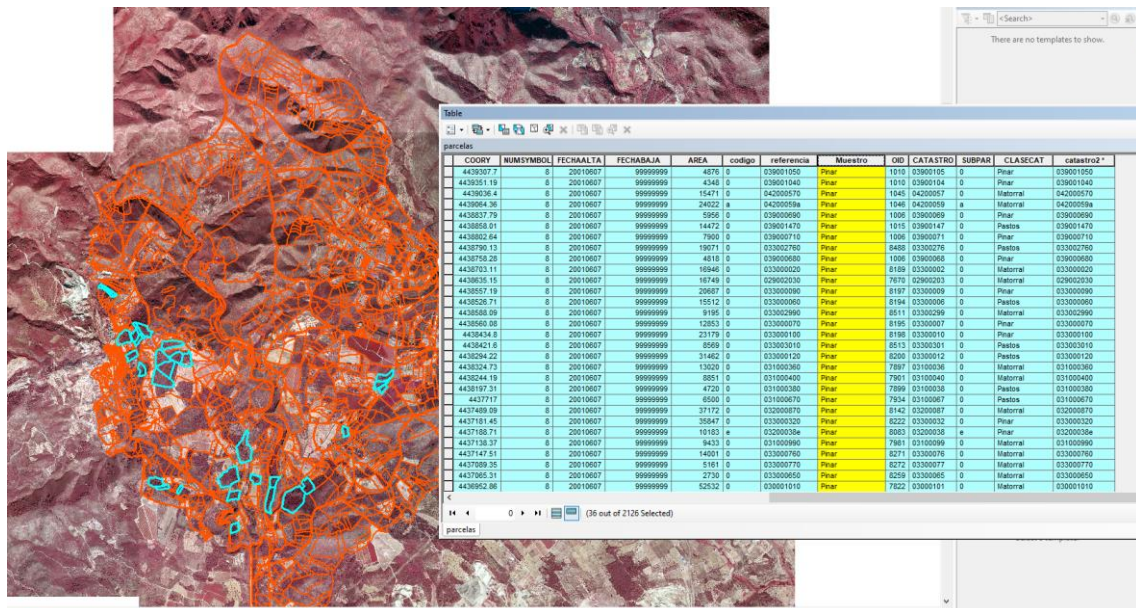 <Search>
There are no templates to show.
Table
parcelas
COORY NUMSYMBOL FECHAALTA FECHABAJA AREA codigo referencia Muestro OID CATASTRO SUBPAR CLASECAT catastro2 *
4439307.7 8 20010607 99999999 4876 0 039001050 Pinar 1010 03900105 0 Pinar 039001050
4439351.19 8 20010607 99999999 4348 0 039001040 Pinar 1010 03900104 0 Pinar 039001040
4439036.4 8 20010607 99999999 15471 0 042000570 Pinar 1045 04200057 0 Matorral 042000570
4439064.36 8 20010607 99999999 24022 a 04200059a Pinar 1046 04200059 a Matorral 04200059a
4438837.79 8 20010607 99999999 5956 0 039000690 Pinar 1006 03900069 0 Pinar 039000690
4438858.01 8 20010607 99999999 14472 0 039001470 Pinar 1015 03900147 0 Pastos 039001470
4438802.64 8 20010607 99999999 7900 0 039000710 Pinar 1006 03900071 0 Pinar 039000710
4438790.13 8 20010607 99999999 19071 0 033002760 Pinar 8488 03300276 0 Pastos 033002760
4438758.28 8 20010607 99999999 4818 0 039000680 Pinar 1006 03900068 0 Pinar 039000680
4438703.11 8 20010607 99999999 16946 0 033000020 Pinar 8189 03300002 0 Matorral 033000020
4438635.15 8 20010607 99999999 16749 0 029002030 Pinar 7670 02900203 0 Matorral 029002030
4438557.19 8 20010607 99999999 20687 0 033000090 Pinar 8197 03300009 0 Pinar 033000090
4438526.71 8 20010607 99999999 15512 0 033000060 Pinar 8194 03300006 0 Pastos 033000060
4438588.09 8 20010607 99999999 9195 0 033002990 Pinar 8511 03300299 0 Matorral 033002990
4438560.08 8 20010607 99999999 12853 0 033000070 Pinar 8195 03300007 0 Pinar 033000070
4438434.8 8 20010607 99999999 23179 0 033000100 Pinar 8198 03300010 0 Pinar 033000100
4438421.6 8 20010607 99999999 8569 0 033003010 Pinar 8513 03300301 0 Pastos 033003010
4438294.22 8 20010607 99999999 31462 0 033000120 Pinar 8200 03300012 0 Pastos 033000120
4438324.73 8 20010607 99999999 13020 0 031000360 Pinar 7897 03100036 0 Matorral 031000360
4438244.19 8 20010607 99999999 8851 0 031000400 Pinar 7901 03100040 0 Matorral 031000400
4438197.31 8 20010607 99999999 4720 0 031000380 Pinar 7899 03100038 0 Pastos 031000380
4437717 8 20010607 99999999 6500 0 031000670 Pinar 7934 03100067 0 Pastos 031000670
4437489.09 8 20010607 99999999 37172 0 032000870 Pinar 8142 03200087 0 Matorral 032000870
4437181.45 8 20010607 99999999 35847 0 033000320 Pinar 8222 03300032 0 Pinar 033000320
4437188.71 8 20010607 99999999 10183 e 03200038e Pinar 8083 03200038 e Pinar 03200038e
4437138.37 8 20010607 99999999 9433 0 031000990 Pinar 7981 03100099 0 Matorral 031000990
4437147.51 8 20010607 99999999 14001 0 033000760 Pinar 8271 03300076 0 Matorral 033000760
4437089.35 8 20010607 99999999 5161 0 033000770 Pinar 8272 03300077 0 Matorral 033000770
4437065.31 8 20010607 99999999 2730 0 033000650 Pinar 8259 03300065 0 Matorral 033000650
4436952.86 8 20010607 99999999 52532 0 030001010 Pinar 7822 03000101 0 Matorral 030001010
0 (36 out of 2126 Selected)
parcelas